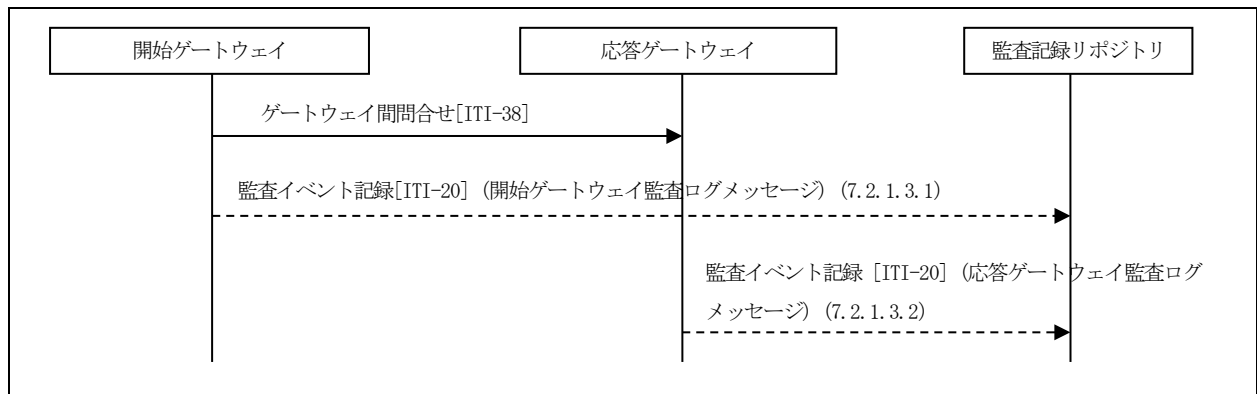 開始ゲートウェイ
応答ゲートウェイ
監査記録リポジトリ
ゲートウェイ間問合せ[ITI-38]
監査イベント記録[ITI-20] (開始ゲートウェイ監査ログメッセージ) (7.2.1.3.1)
監査イベント記録 [ITI-20] (応答ゲートウェイ監査ログ
メッセージ) (7.2.1.3.2)